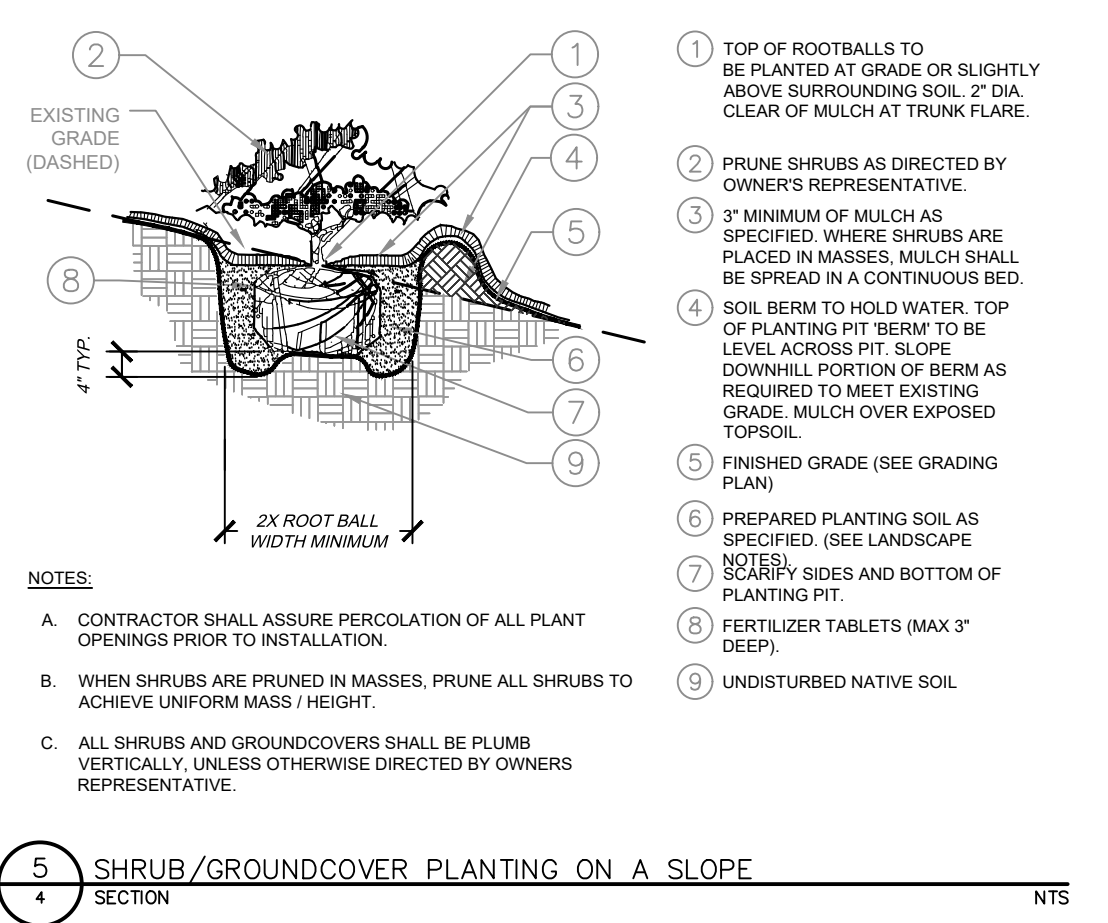 2
1
3
4
5
6
7
8
9
EXISTING
GRADE
(DASHED)
4" TYP.
2X ROOT BALL
WIDTH MINIMUM
1 TOP OF ROOTBALLS TO
BE PLANTED AT GRADE OR SLIGHTLY
ABOVE SURROUNDING SOIL. 2" DIA.
CLEAR OF MULCH AT TRUNK FLARE.
2 PRUNE SHRUBS AS DIRECTED BY
OWNER'S REPRESENTATIVE.
3 3" MINIMUM OF MULCH AS
SPECIFIED. WHERE SHRUBS ARE
PLACED IN MASSES, MULCH SHALL
BE SPREAD IN A CONTINUOUS BED.
4 SOIL BERM TO HOLD WATER. TOP
OF PLANTING PIT 'BERM' TO BE
LEVEL ACROSS PIT. SLOPE
DOWNHILL PORTION OF BERM AS
REQUIRED TO MEET EXISTING
GRADE. MULCH OVER EXPOSED
TOPSOIL.
5 FINISHED GRADE (SEE GRADING
PLAN)
6 PREPARED PLANTING SOIL AS
SPECIFIED. (SEE LANDSCAPE
NOTES).
7 SCARIFY SIDES AND BOTTOM OF
PLANTING PIT.
8 FERTILIZER TABLETS (MAX 3"
DEEP).
9 UNDISTURBED NATIVE SOIL
NOTES:
A. CONTRACTOR SHALL ASSURE PERCOLATION OF ALL PLANT
OPENINGS PRIOR TO INSTALLATION.
B. WHEN SHRUBS ARE PRUNED IN MASSES, PRUNE ALL SHRUBS TO
ACHIEVE UNIFORM MASS / HEIGHT.
C. ALL SHRUBS AND GROUNDCOVERS SHALL BE PLUMB
VERTICALLY, UNLESS OTHERWISE DIRECTED BY OWNERS
REPRESENTATIVE.
5 SHRUB/GROUNDCOVER PLANTING ON A SLOPE
4 SECTION NTS